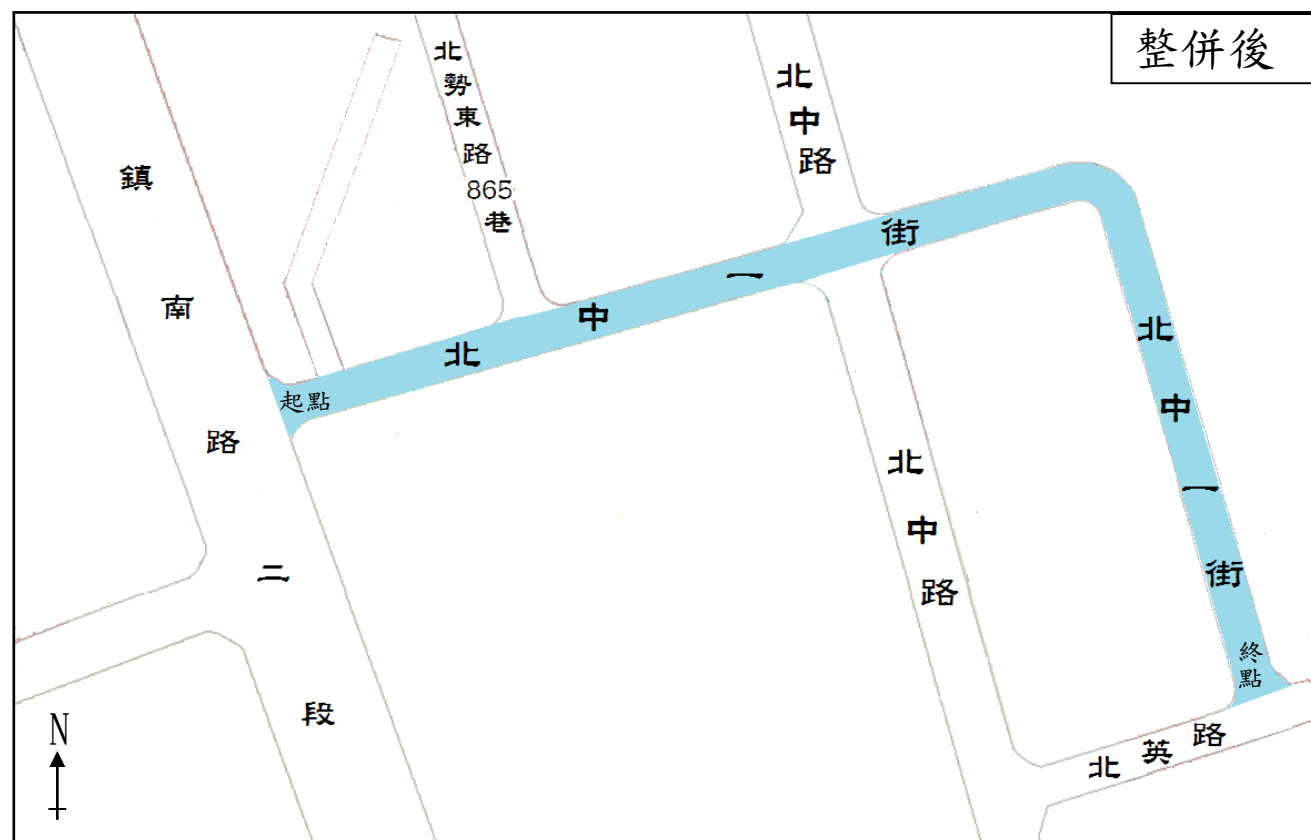 整併後
鎮南路二段
北勢東路865巷
北中路
北中一街
起點
北中一街
北中路
終點
北英路
N